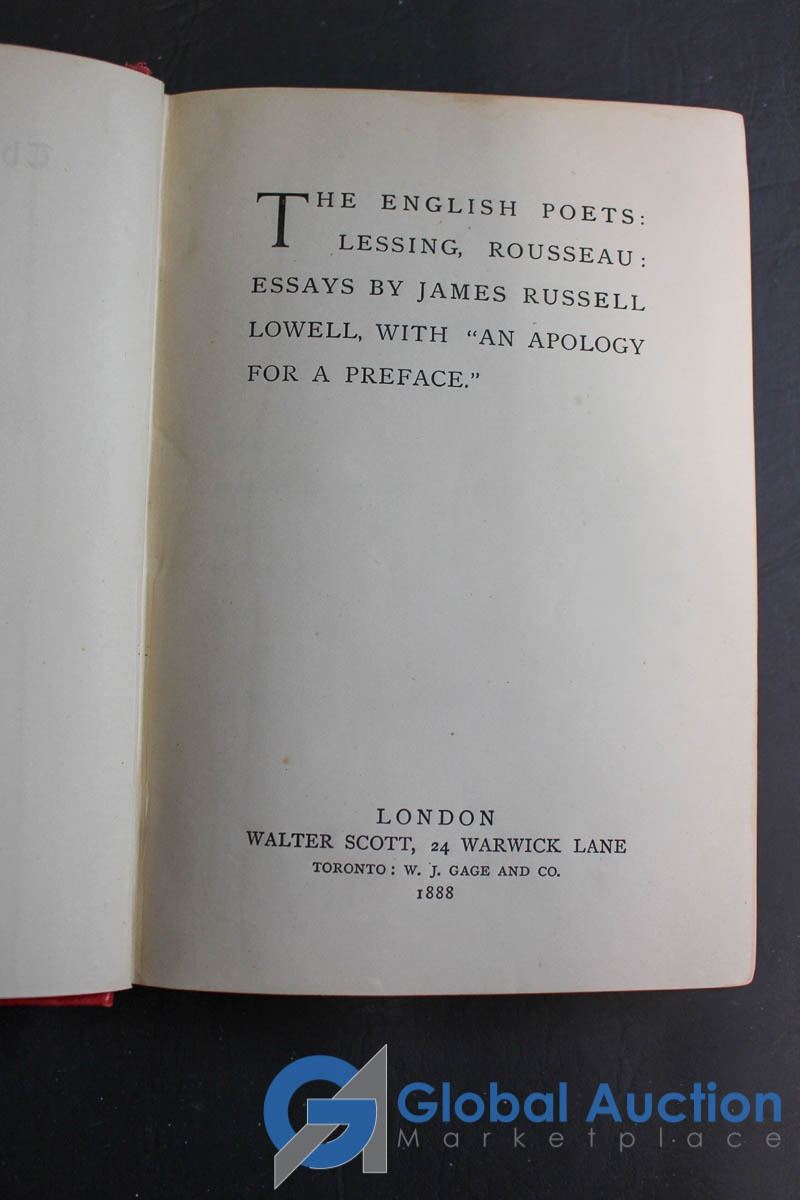 THE ENGLISH POETS:
LESSING, ROUSSEAU:
ESSAYS BY JAMES RUSSELL
LOWELL, WITH "AN APOLOGY
FOR A PREFACE."
LONDON
WALTER SCOTT, 24 WARWICK LANE
TORONTO: W. J. GAGE AND CO.
1888
Global Auction
Marketplace